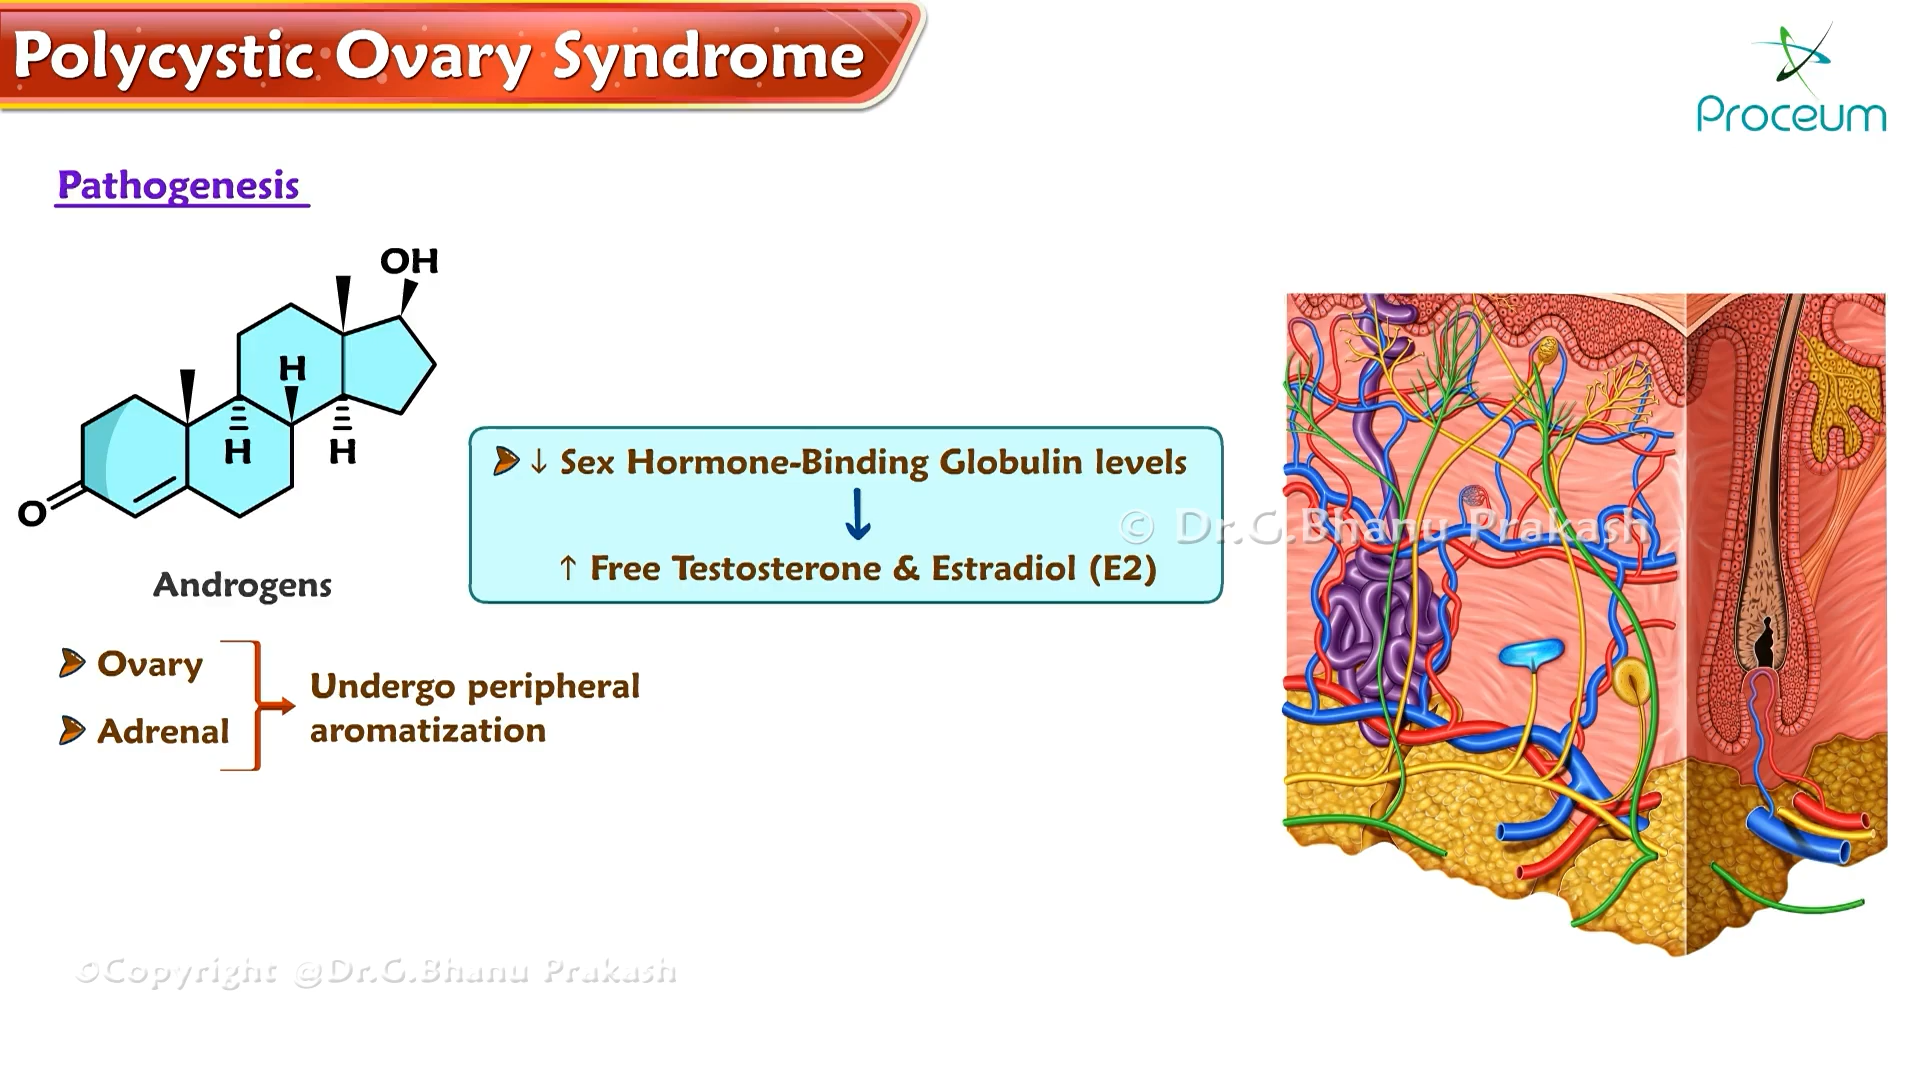 Polycystic Ovary Syndrome
Proceum
Pathogenesis
OH
H
H
H
O
Androgens
↓ Sex Hormone-Binding Globulin levels
↑ Free Testosterone & Estradiol (E2)
© Dr.G.Bhanu Prakash
Ovary
Adrenal
Undergo peripheral
aromatization
©Copyright @Dr.G.Bhanu Prakash